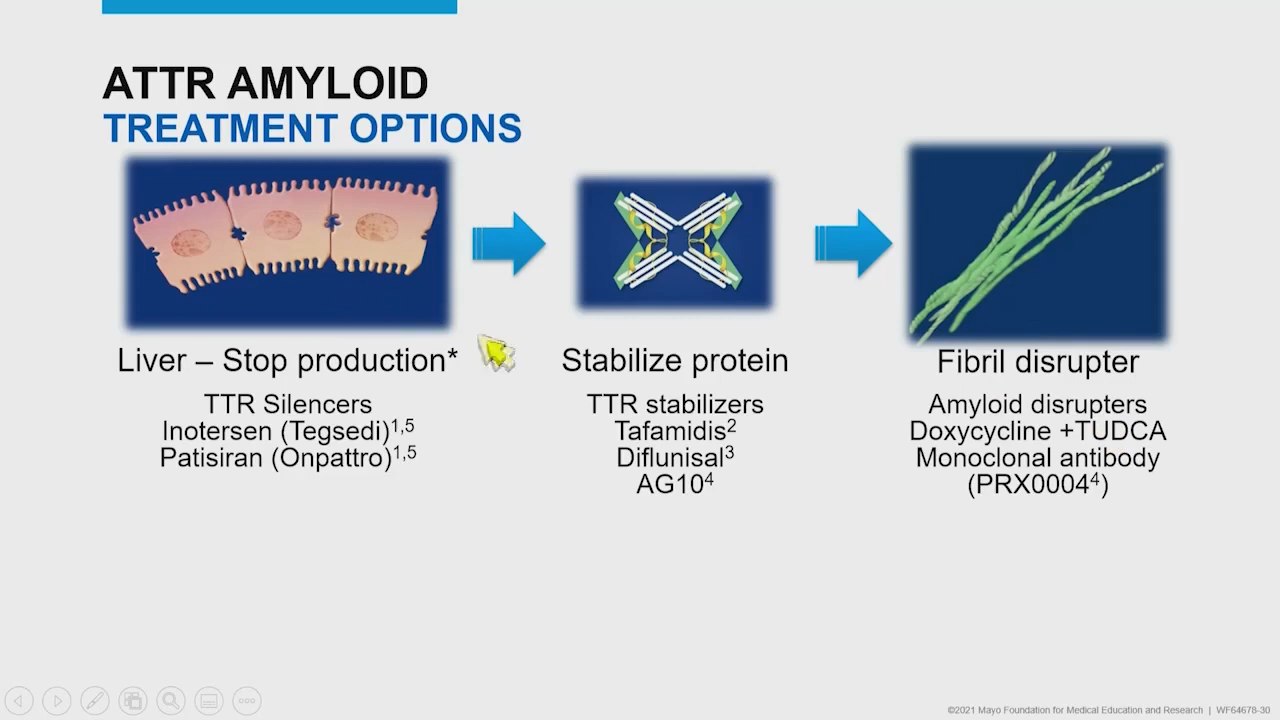 ATTR AMYLOID
TREATMENT OPTIONS
Liver – Stop production*
TTR Silencers
Inotersen (Tegsedi)1,5
Patisiran (Onpattro)1,5
Stabilize protein
TTR stabilizers
Tafamidis2
Diflunisal3
AG104
Fibril disrupter
Amyloid disrupters
Doxycycline +TUDCA
Monoclonal antibody
(PRX00044)
©2021 Mayo Foundation for Medical Education and Research | WF64678-30